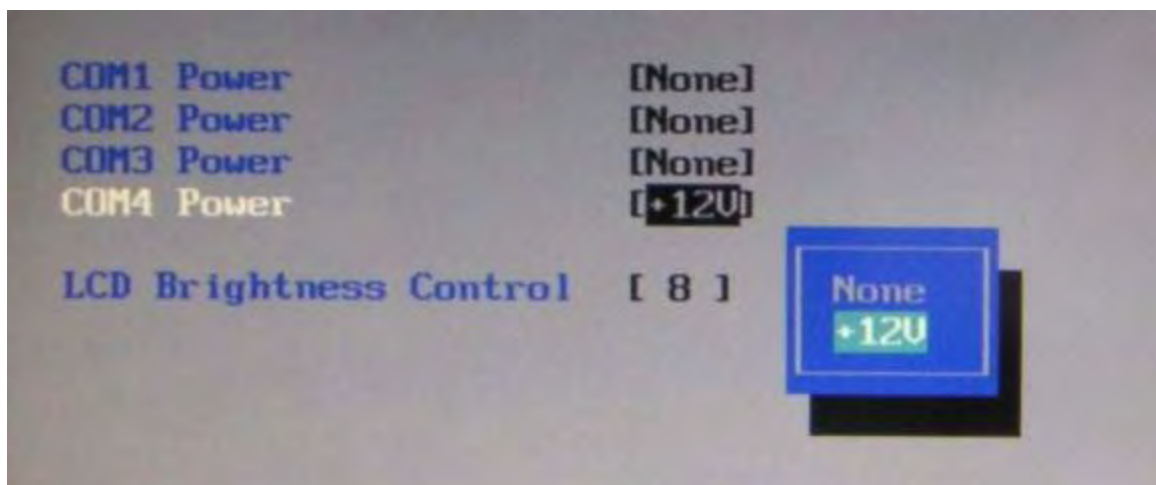 COM1 Power [None]
COM2 Power [None]
COM3 Power [None]
COM4 Power [+12V]
LCD Brightness Control [ 8 ]
None
+12V